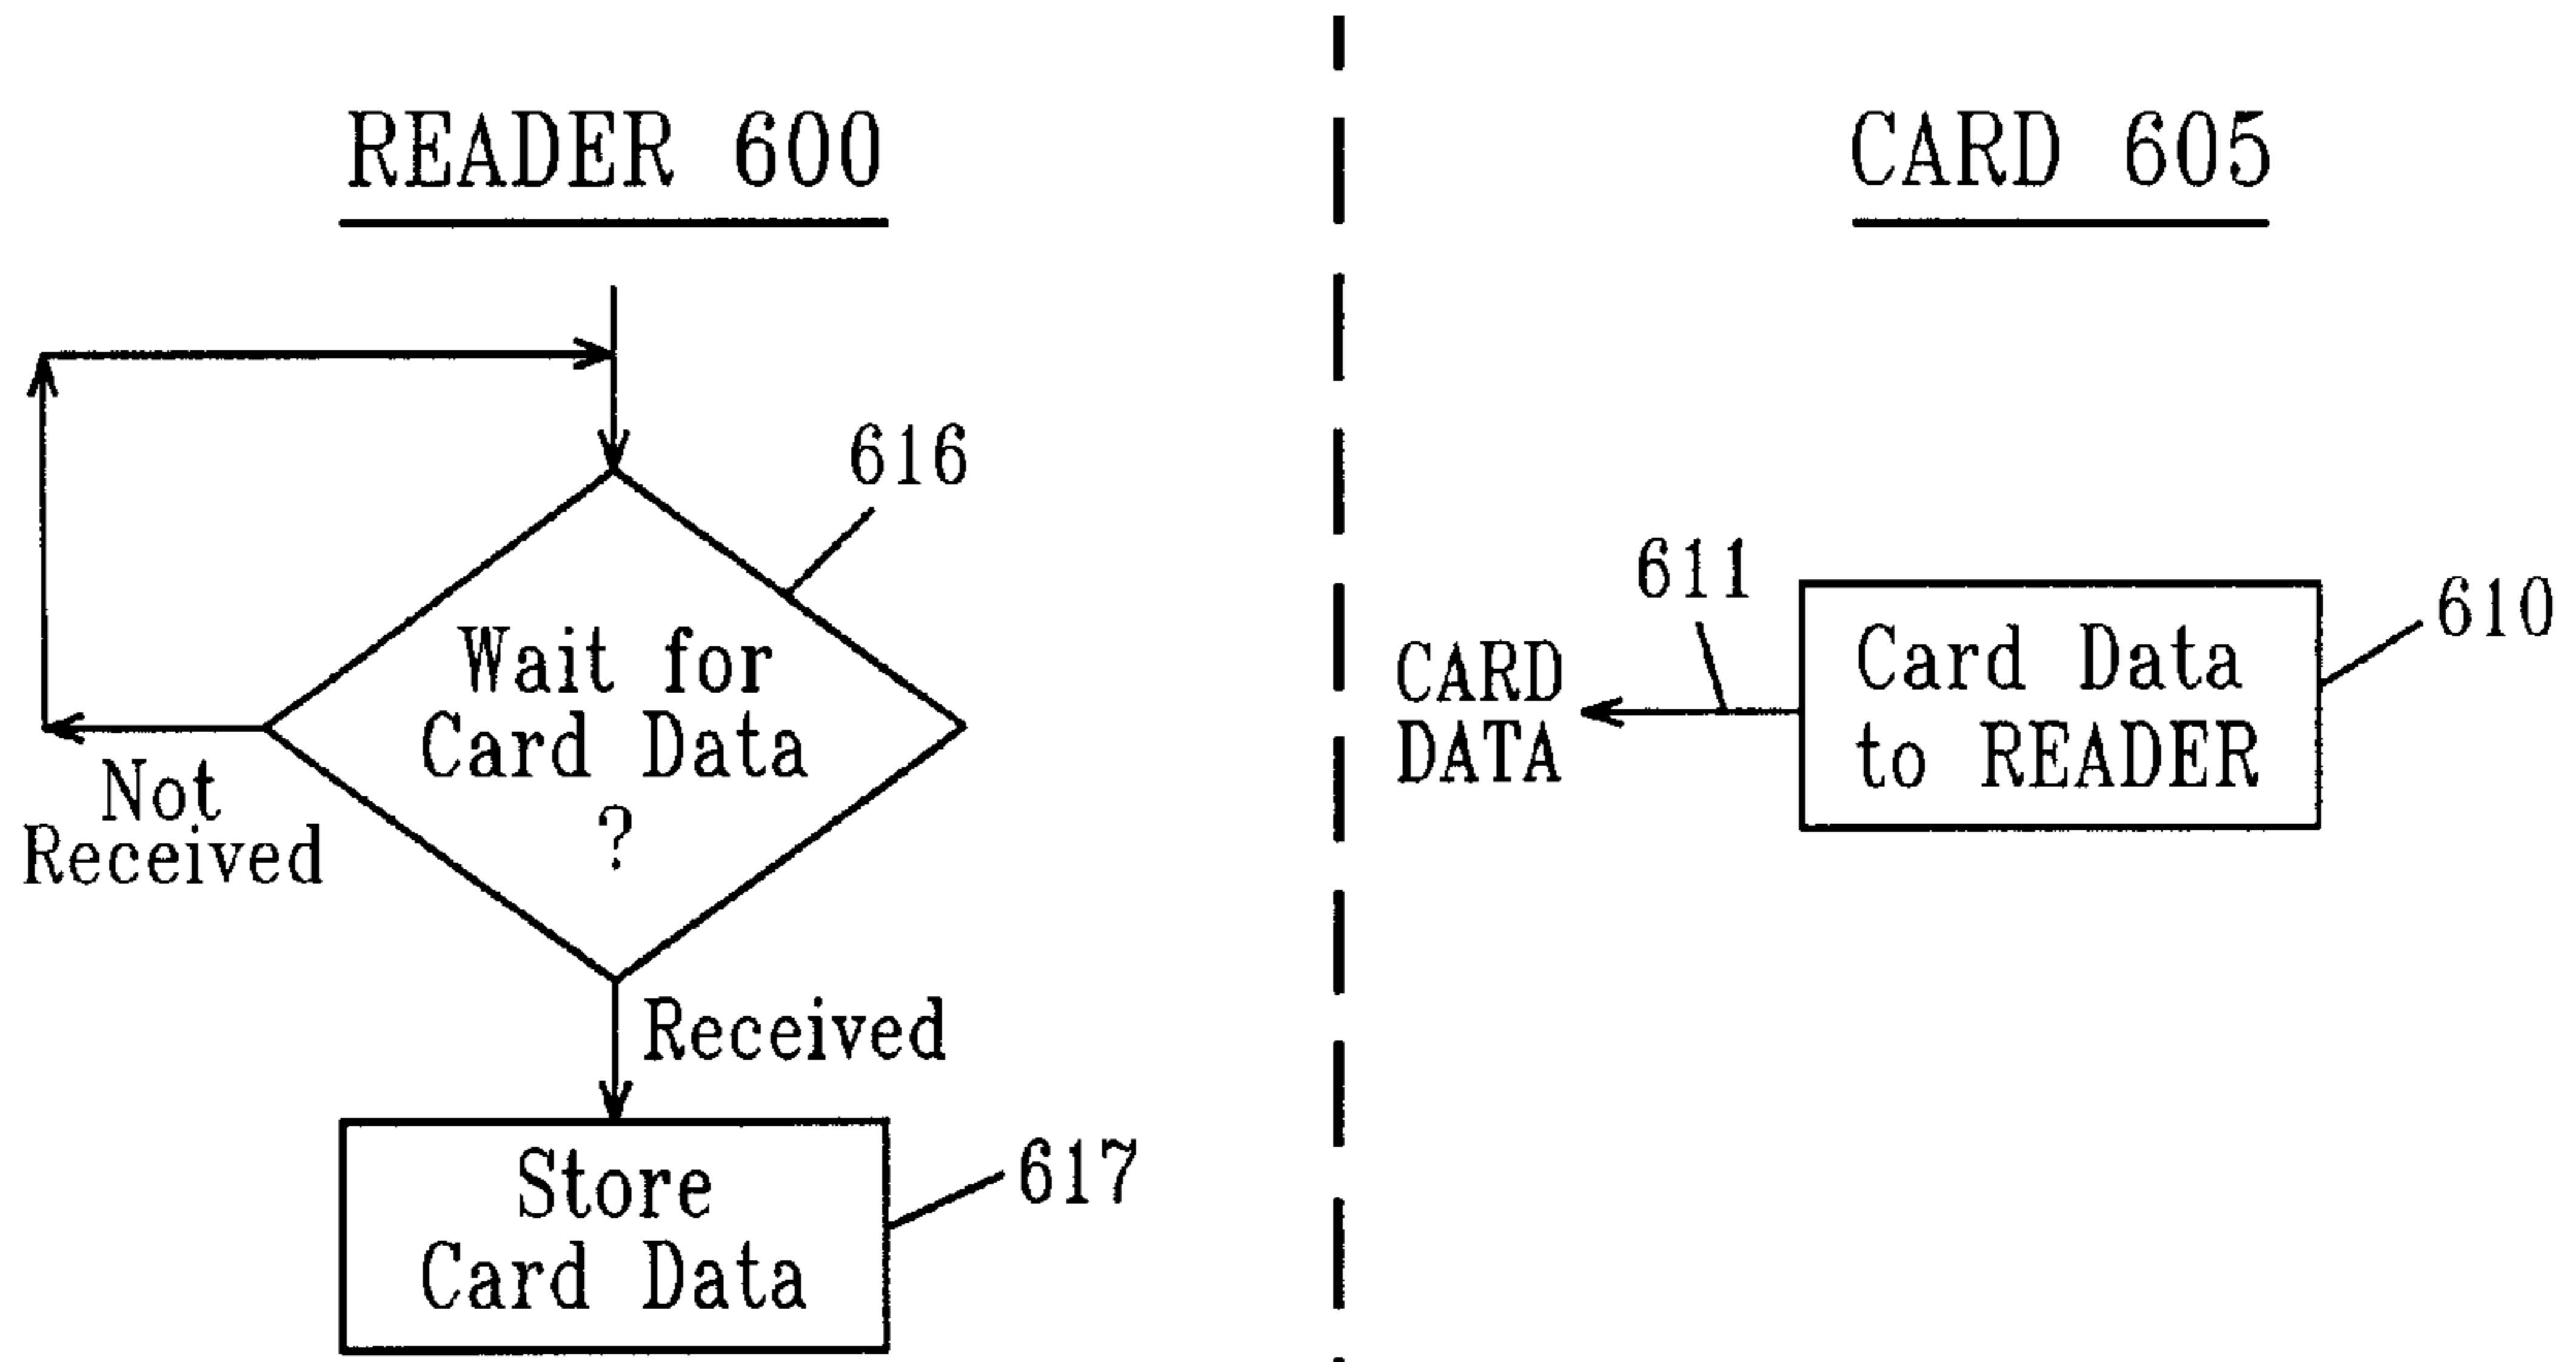 READER 600
CARD 605
616
Wait for
Card Data
?
Not
Received
Received
Store
Card Data
617
611
CARD
DATA
Card Data
to READER
610